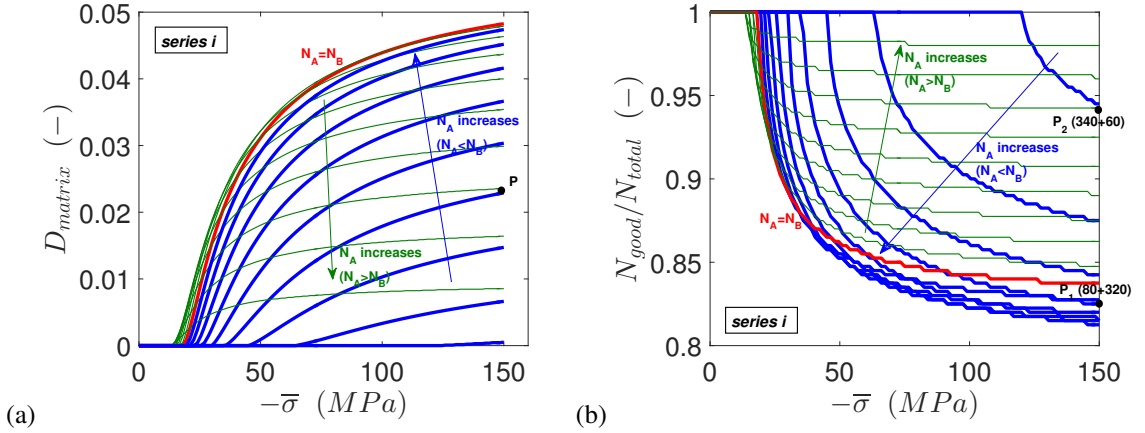 0.05
0.04
0.03
0.02
0.01
0
D_matrix (−)
series i
N_A=N_B
N_A increases
(N_A<N_B)
P
N_A increases
(N_A>N_B)
0 50 100 150
−σ̅ (MPa)
(a)
1
0.95
0.9
0.85
0.8
N_good/N_total (−)
N_A increases
(N_A>N_B)
P_2 (340+60)
N_A increases
(N_A<N_B)
N_A=N_B
P_1 (80+320)
series i
0 50 100 150
−σ̅ (MPa)
(b)